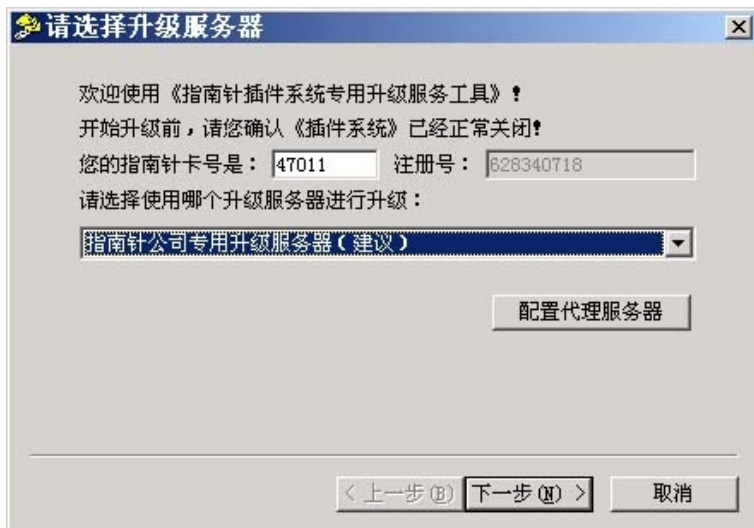 请选择升级服务器
欢迎使用《指南针插件系统专用升级服务工具》！
开始升级前，请您确认《插件系统》已经正常关闭！
您的指南针卡号是： 47011 注册号： 628340718
请选择使用哪个升级服务器进行升级：
指南针公司专用升级服务器（建议）
配置代理服务器
< 上一步(B) 下一步(N) > 取消